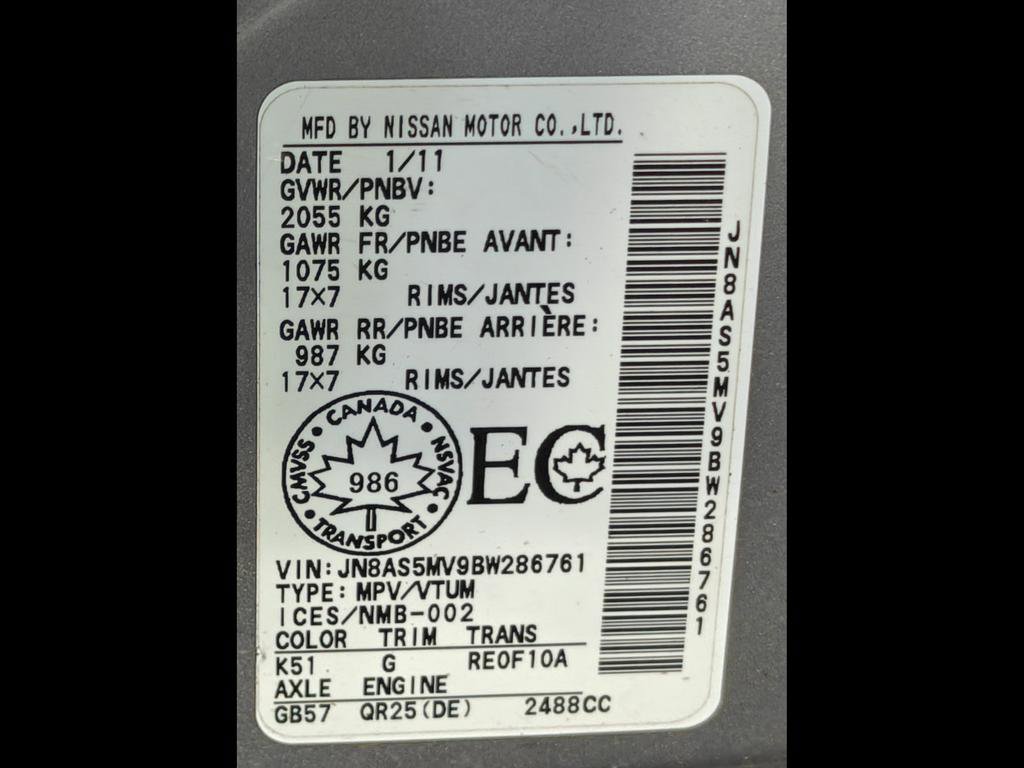 MFD BY NISSAN MOTOR CO.,LTD.
DATE 1/11
GVWR/PNBV:
2055 KG
GAWR FR/PNBE AVANT:
1075 KG
17×7 RIMS/JANTES
GAWR RR/PNBE ARRIÈRE:
987 KG
17×7 RIMS/JANTES
CANADA
CMVSS
NSVAC
986
TRANSPORT
EC
VIN:JN8AS5MV9BW286761
TYPE:MPV/VTUM
ICES/NMB-002
COLOR TRIM TRANS
K51 G RE0F10A
AXLE ENGINE
GB57 QR25(DE) 2488CC
JN8AS5MV9BW286761